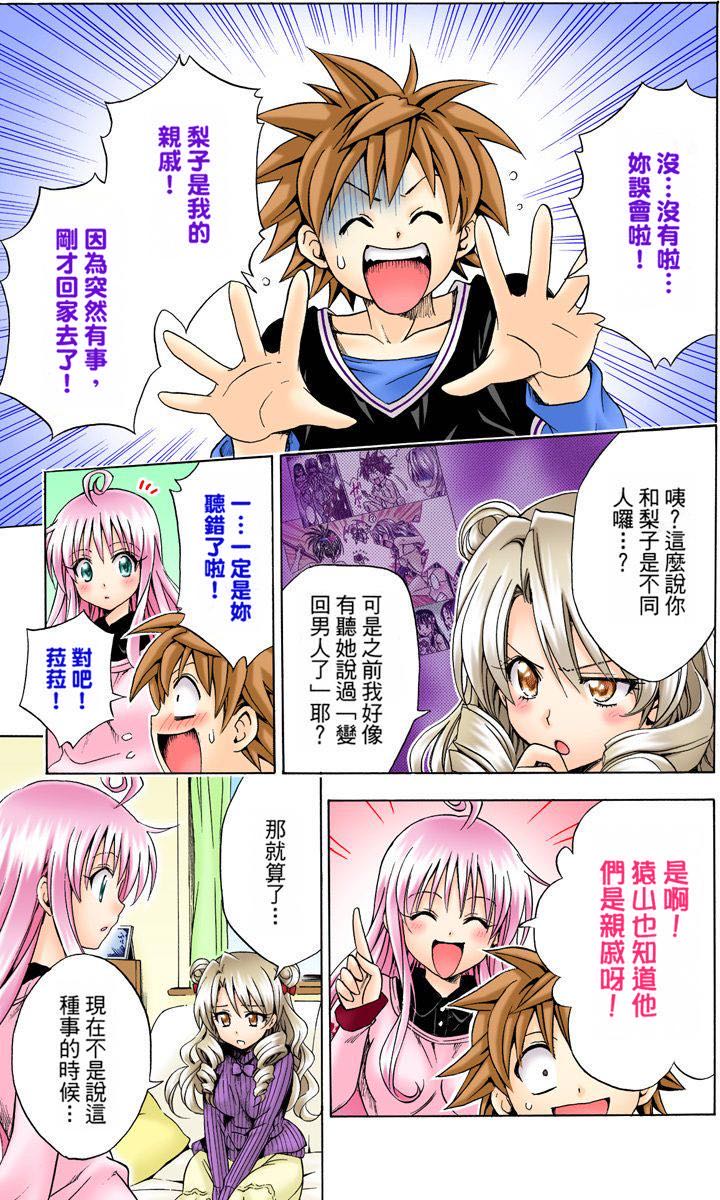 沒…沒有啦…
妳誤會啦！
梨子是我的
親戚！
因為突然有事，
剛才回家去了！
咦？這麼說你
和梨子是不同
人囉…？
可是之前我好像
有聽她說過「變
回男人了」耶？
一…一定是妳
聽錯了啦！
對吧！
菈菈！
是啊！
猿山也知道他
們是親戚呀！
那就算了…
現在不是說這
種事的時候…